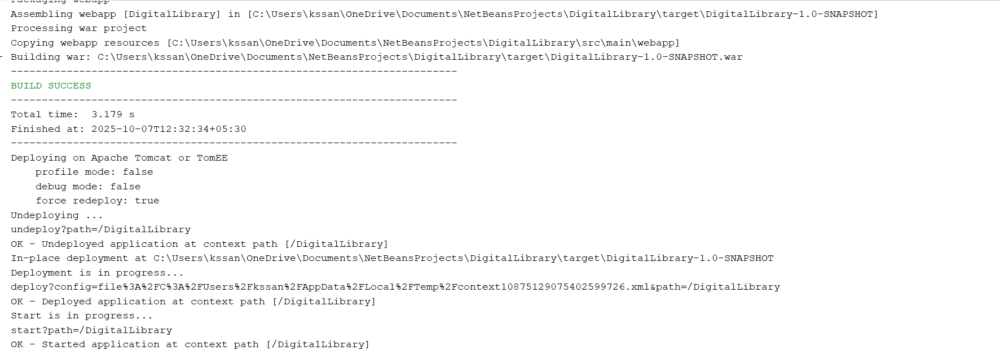 Packaging webapp
Assembling webapp [DigitalLibrary] in [C:\Users\kssan\OneDrive\Documents\NetBeansProjects\DigitalLibrary\target\DigitalLibrary-1.0-SNAPSHOT]
Processing war project
Copying webapp resources [C:\Users\kssan\OneDrive\Documents\NetBeansProjects\DigitalLibrary\src\main\webapp]
Building war: C:\Users\kssan\OneDrive\Documents\NetBeansProjects\DigitalLibrary\target\DigitalLibrary-1.0-SNAPSHOT.war
------------------------------------------------------------------------
BUILD SUCCESS
------------------------------------------------------------------------
Total time:  3.179 s
Finished at: 2025-10-07T12:32:34+05:30
------------------------------------------------------------------------
Deploying on Apache Tomcat or TomEE
    profile mode: false
    debug mode: false
    force redeploy: true
Undeploying ...
undeploy?path=/DigitalLibrary
OK - Undeployed application at context path [/DigitalLibrary]
In-place deployment at C:\Users\kssan\OneDrive\Documents\NetBeansProjects\DigitalLibrary\target\DigitalLibrary-1.0-SNAPSHOT
Deployment is in progress...
deploy?config=file%3A%2FC%3A%2FUsers%2Fkssan%2FAppData%2FLocal%2FTemp%2Fcontext10875129075402599726.xml&path=/DigitalLibrary
OK - Deployed application at context path [/DigitalLibrary]
Start is in progress...
start?path=/DigitalLibrary
OK - Started application at context path [/DigitalLibrary]